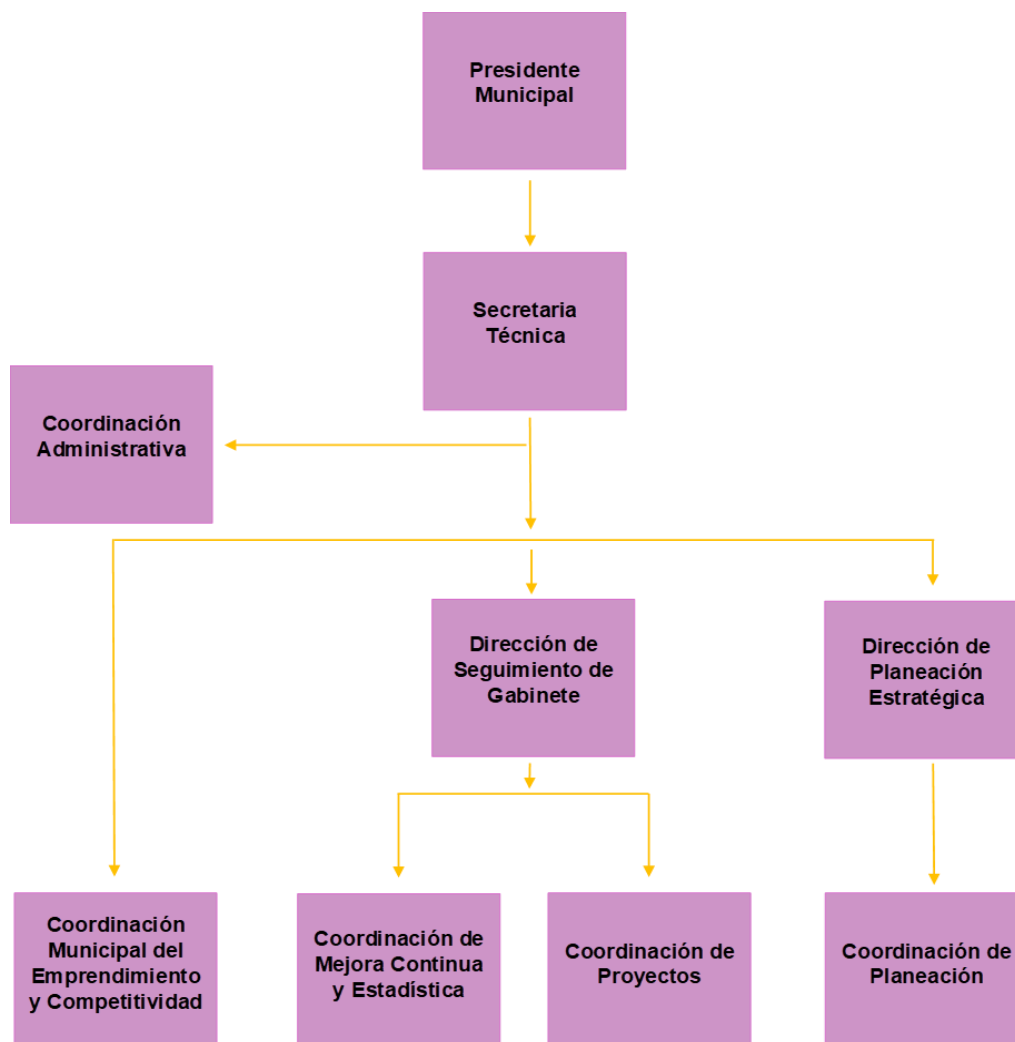 Presidente
Municipal
Secretaria
Técnica
Coordinación
Administrativa
Dirección de
Seguimiento de
Gabinete
Dirección de
Planeación
Estratégica
Coordinación
Municipal del
Emprendimiento
y Competitividad
Coordinación de
Mejora Continua
y Estadística
Coordinación de
Proyectos
Coordinación de
Planeación